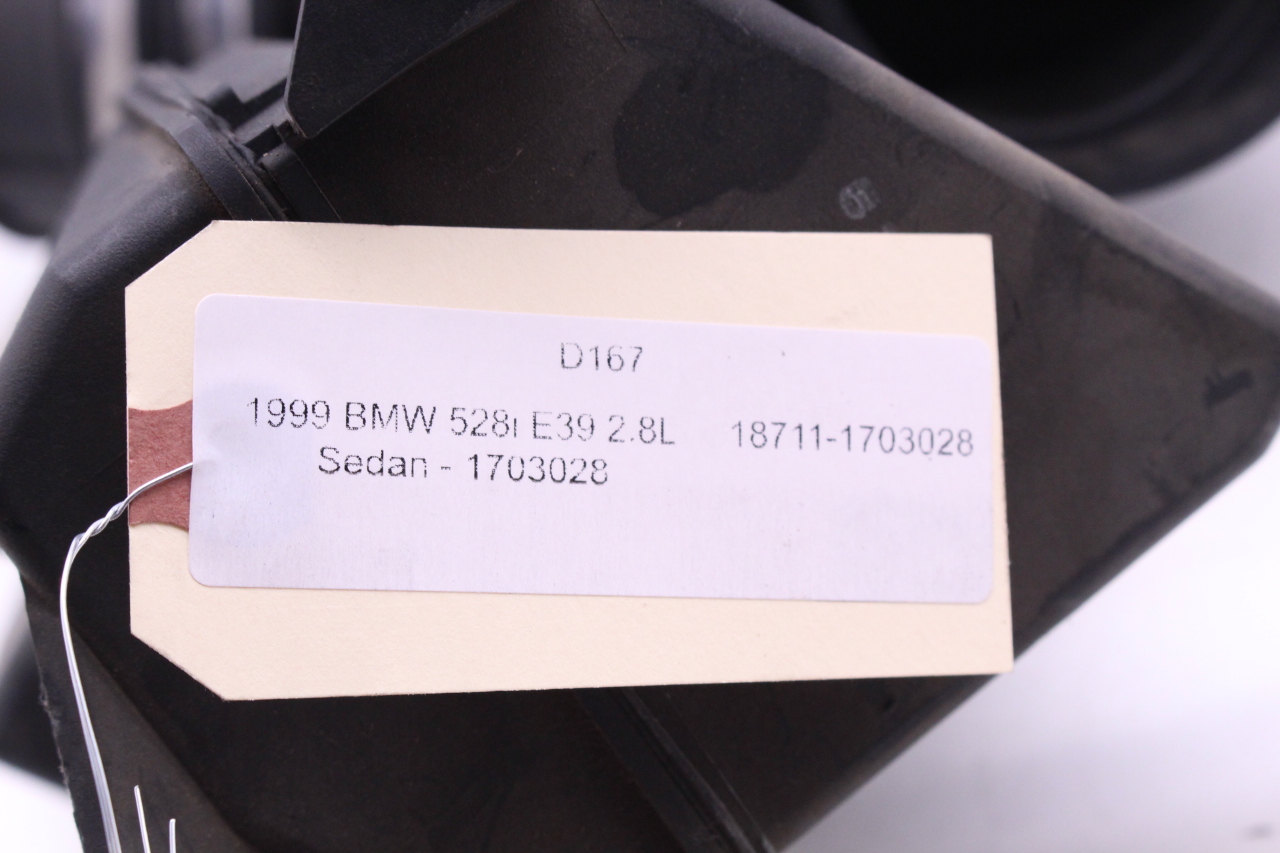 D167
1999 BMW 528i E39 2.8L 18711-1703028
Sedan - 1703028